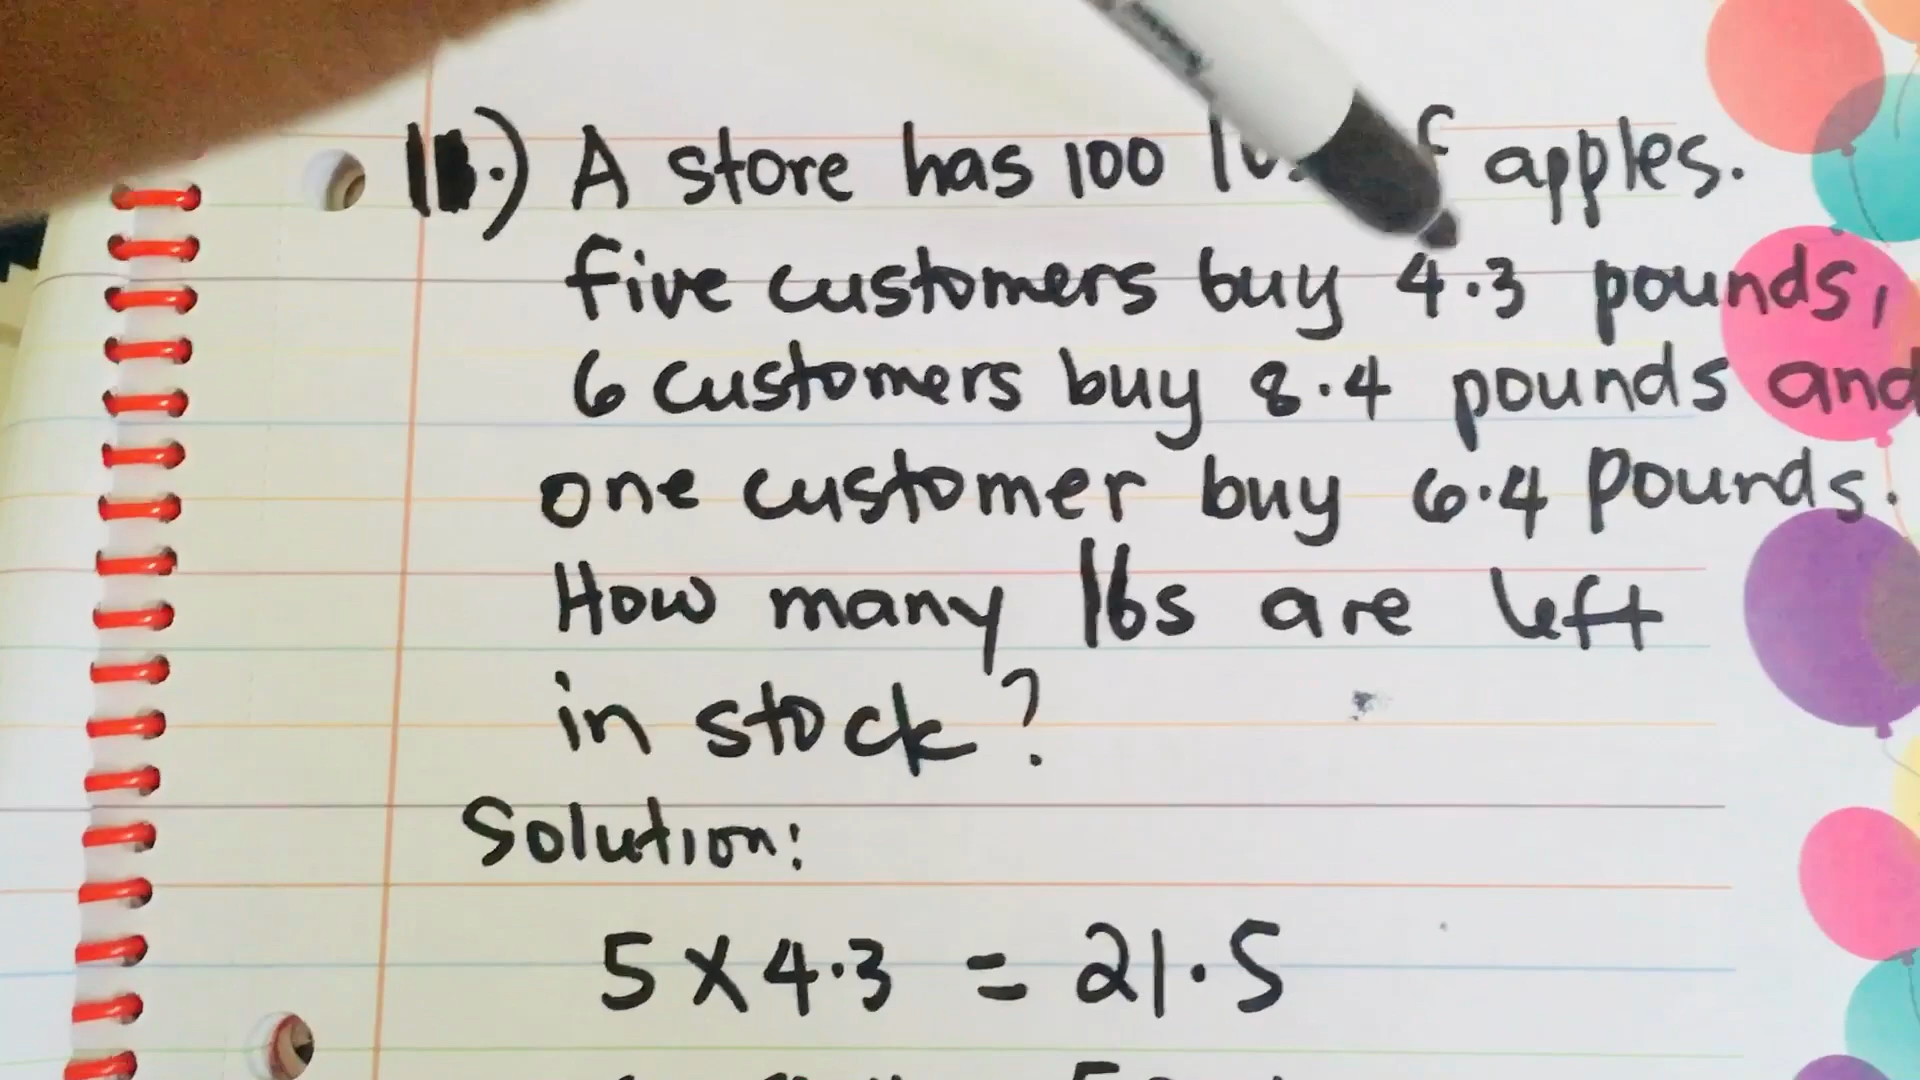 A store has 100 apples.
five customers buy 4.3 pounds,
6 customers buy 8.4 pounds and
one customer buy 6.4 pounds.
How many lbs are left
in stock?
Solution:
5 x 4.3 = 21.5